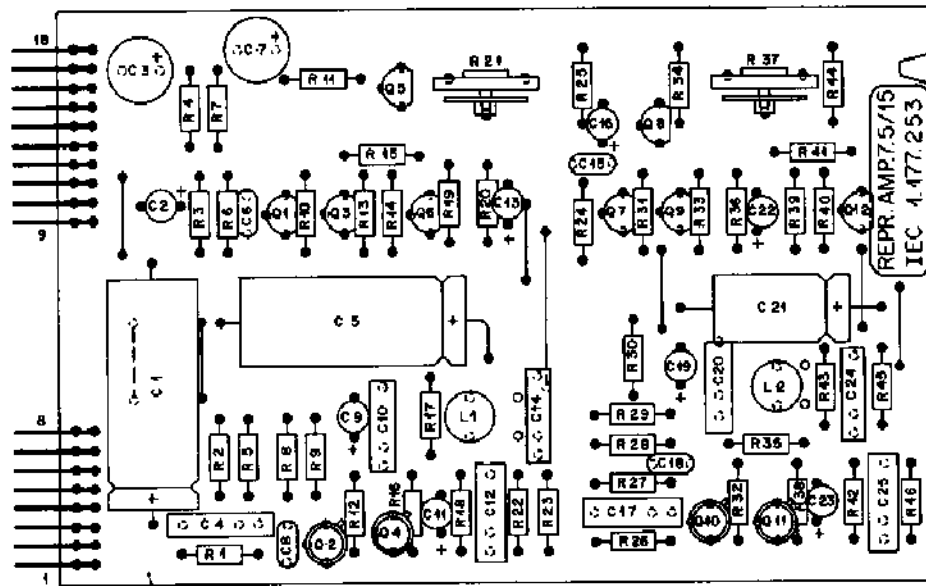 18
C3 +
C7 +
R4
R7
R11
Q5
R21
R25
C16 +
R34
Q8
R37
R44
REPR. AMP.7.5/15
IEC 1.477.253
R15
C15
R41
C2 +
R3
R6
C6
Q1
R10
Q3
R13
R14
Q6
R19
R20
C13 +
R24
Q7
R31
Q9
R33
R36
C22 +
R39
R40
Q12
9
C1 +
C5 +
C21 +
R30
C19 +
C20
L2
R43
C24
R45
8
R2
R5
R8
R9
C9 +
C10
R17
L1
C14
R29
R28
C18
R27
R35
C4
C8
R1
Q2
R12
R16
Q4
C11 +
R18
C12
R22
R23
C17
R26
Q10
R32
Q11
R38
C23 +
R42
C25
R46
1